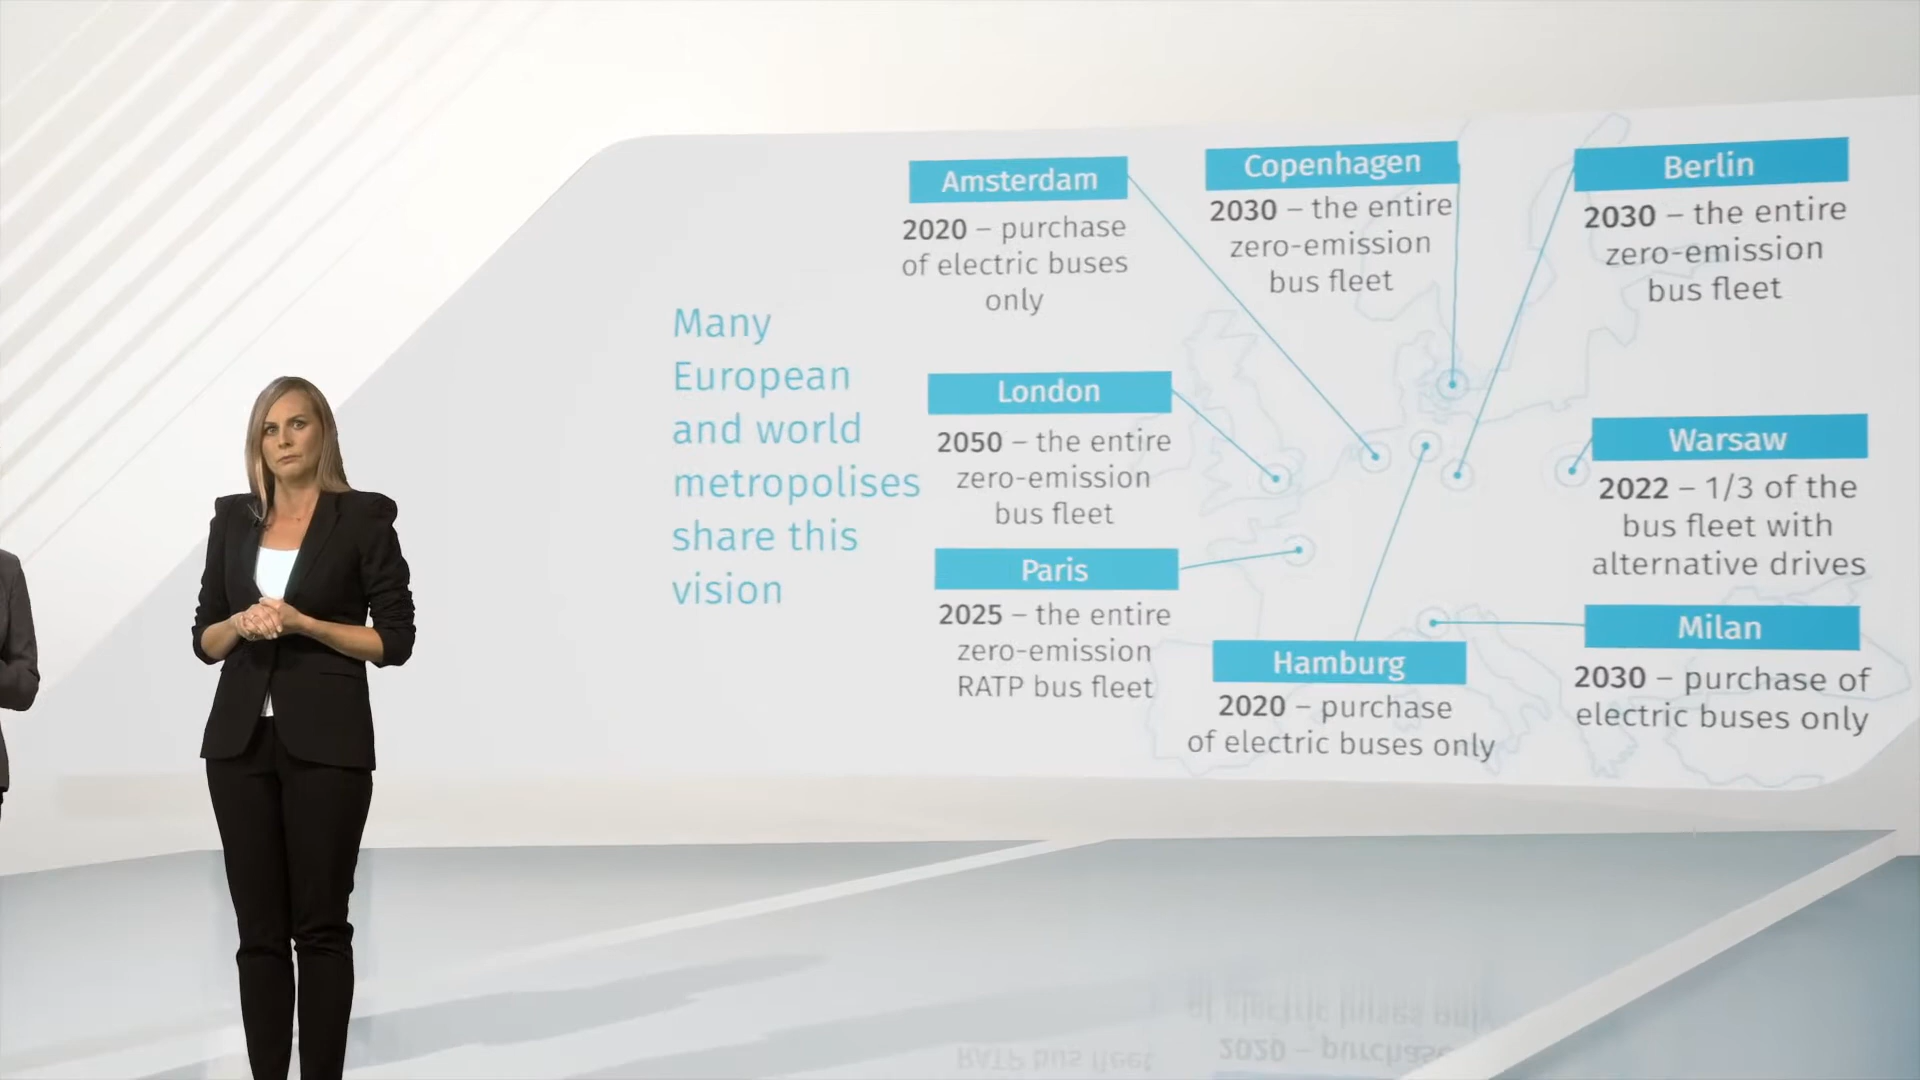 Many
European
and world
metropolises
share this
vision
Amsterdam
2020 – purchase
of electric buses
only
Copenhagen
2030 – the entire
zero-emission
bus fleet
Berlin
2030 – the entire
zero-emission
bus fleet
London
2050 – the entire
zero-emission
bus fleet
Warsaw
2022 – 1/3 of the
bus fleet with
alternative drives
Paris
2025 – the entire
zero-emission
RATP bus fleet
Hamburg
2020 – purchase
of electric buses only
Milan
2030 – purchase of
electric buses only